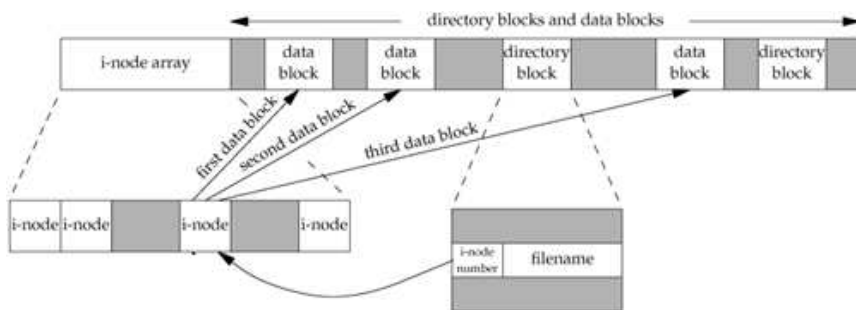 directory blocks and data blocks
i-node array
data
block
data
block
directory
block
data
block
directory
block
first data block
second data block
third data block
i-node
i-node
i-node
i-node
i-node
number
filename